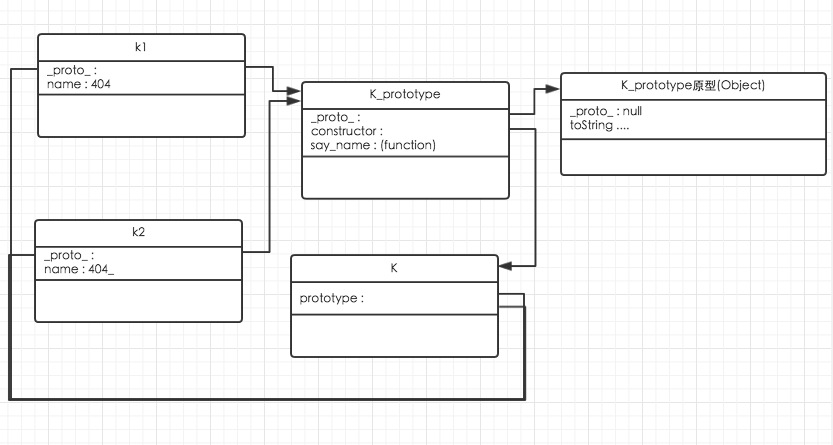 k1
_proto_ :
name : 404
K_prototype
_proto_ :
constructor :
say_name : (function)
K_prototype原型(Object)
_proto_ : null
toString ....
k2
_proto_ :
name : 404_
K
prototype :